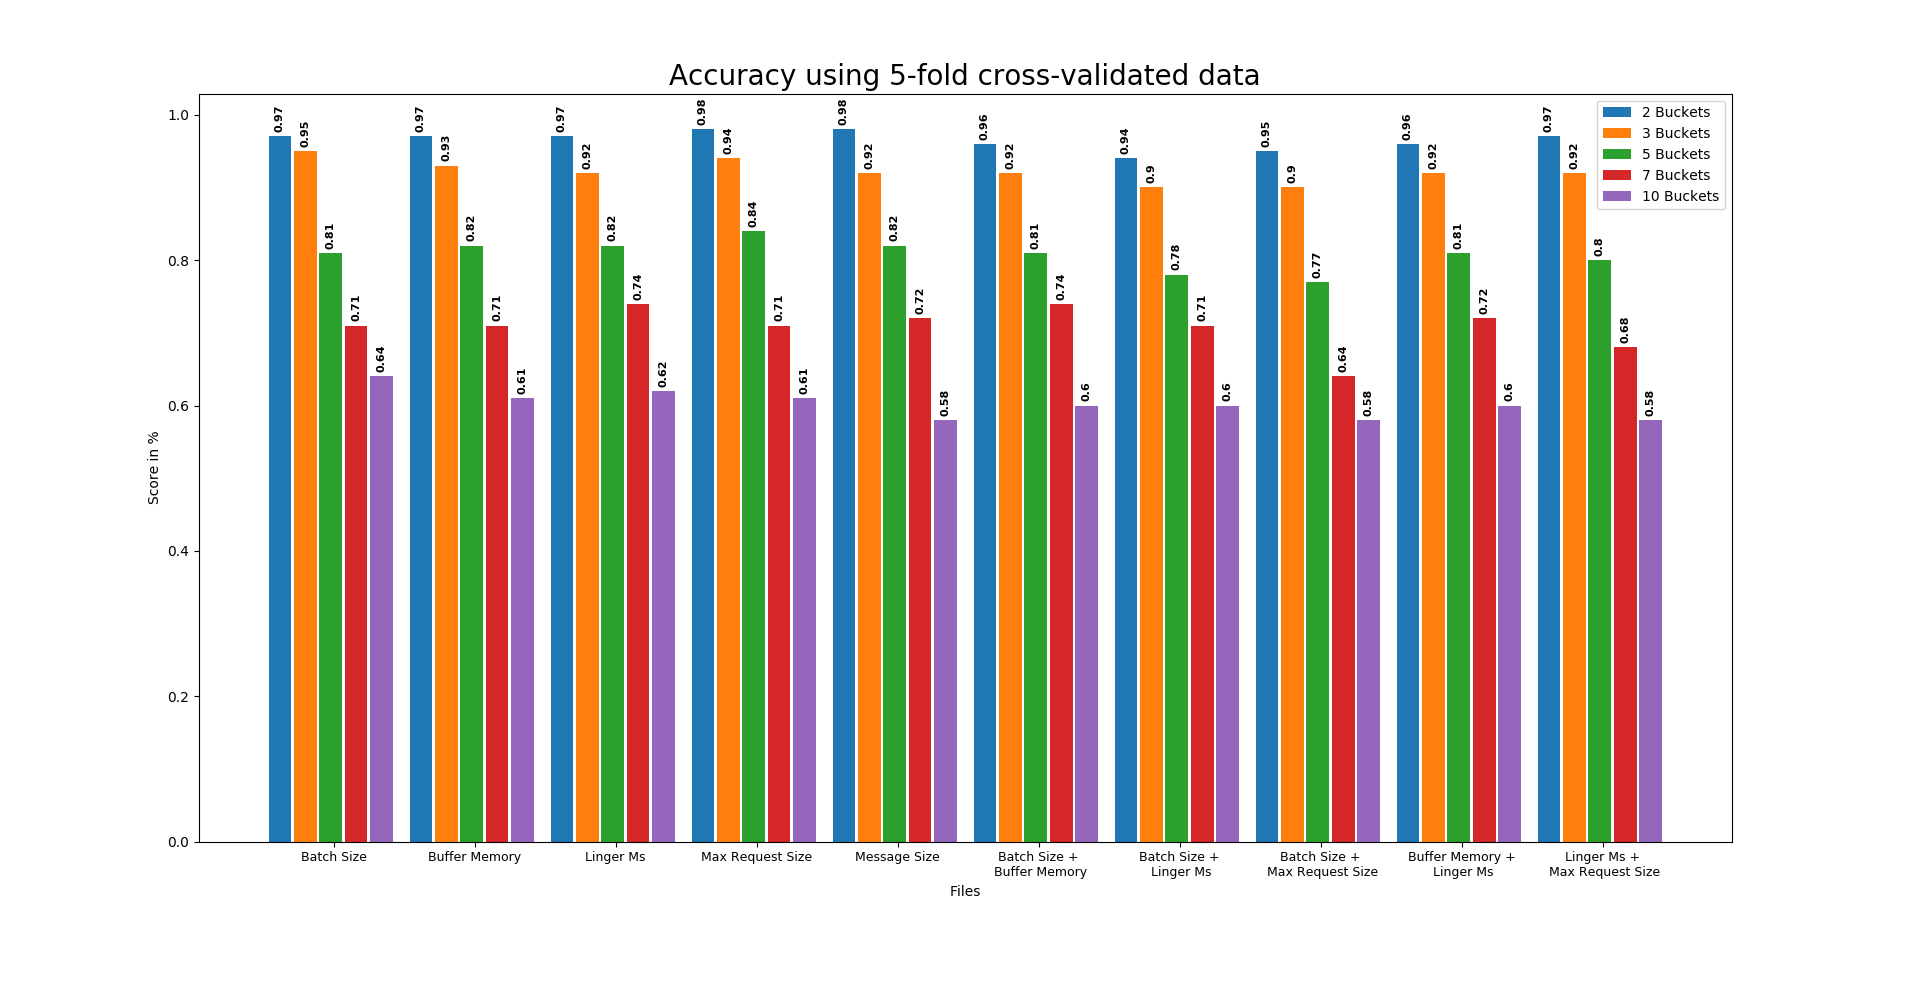 Accuracy using 5-fold cross-validated data
2 Buckets
3 Buckets
5 Buckets
7 Buckets
10 Buckets
Score in %
1.0
0.8
0.6
0.4
0.2
0.0
0.97
0.95
0.81
0.71
0.64
0.97
0.93
0.82
0.71
0.61
0.97
0.92
0.82
0.74
0.62
0.98
0.94
0.84
0.71
0.61
0.98
0.92
0.82
0.72
0.58
0.96
0.92
0.81
0.74
0.6
0.94
0.9
0.78
0.71
0.6
0.95
0.9
0.77
0.64
0.58
0.96
0.92
0.81
0.72
0.6
0.97
0.92
0.8
0.68
0.58
Batch Size
Buffer Memory
Linger Ms
Max Request Size
Message Size
Batch Size +
Buffer Memory
Batch Size +
Linger Ms
Batch Size +
Max Request Size
Buffer Memory +
Linger Ms
Linger Ms +
Max Request Size
Files